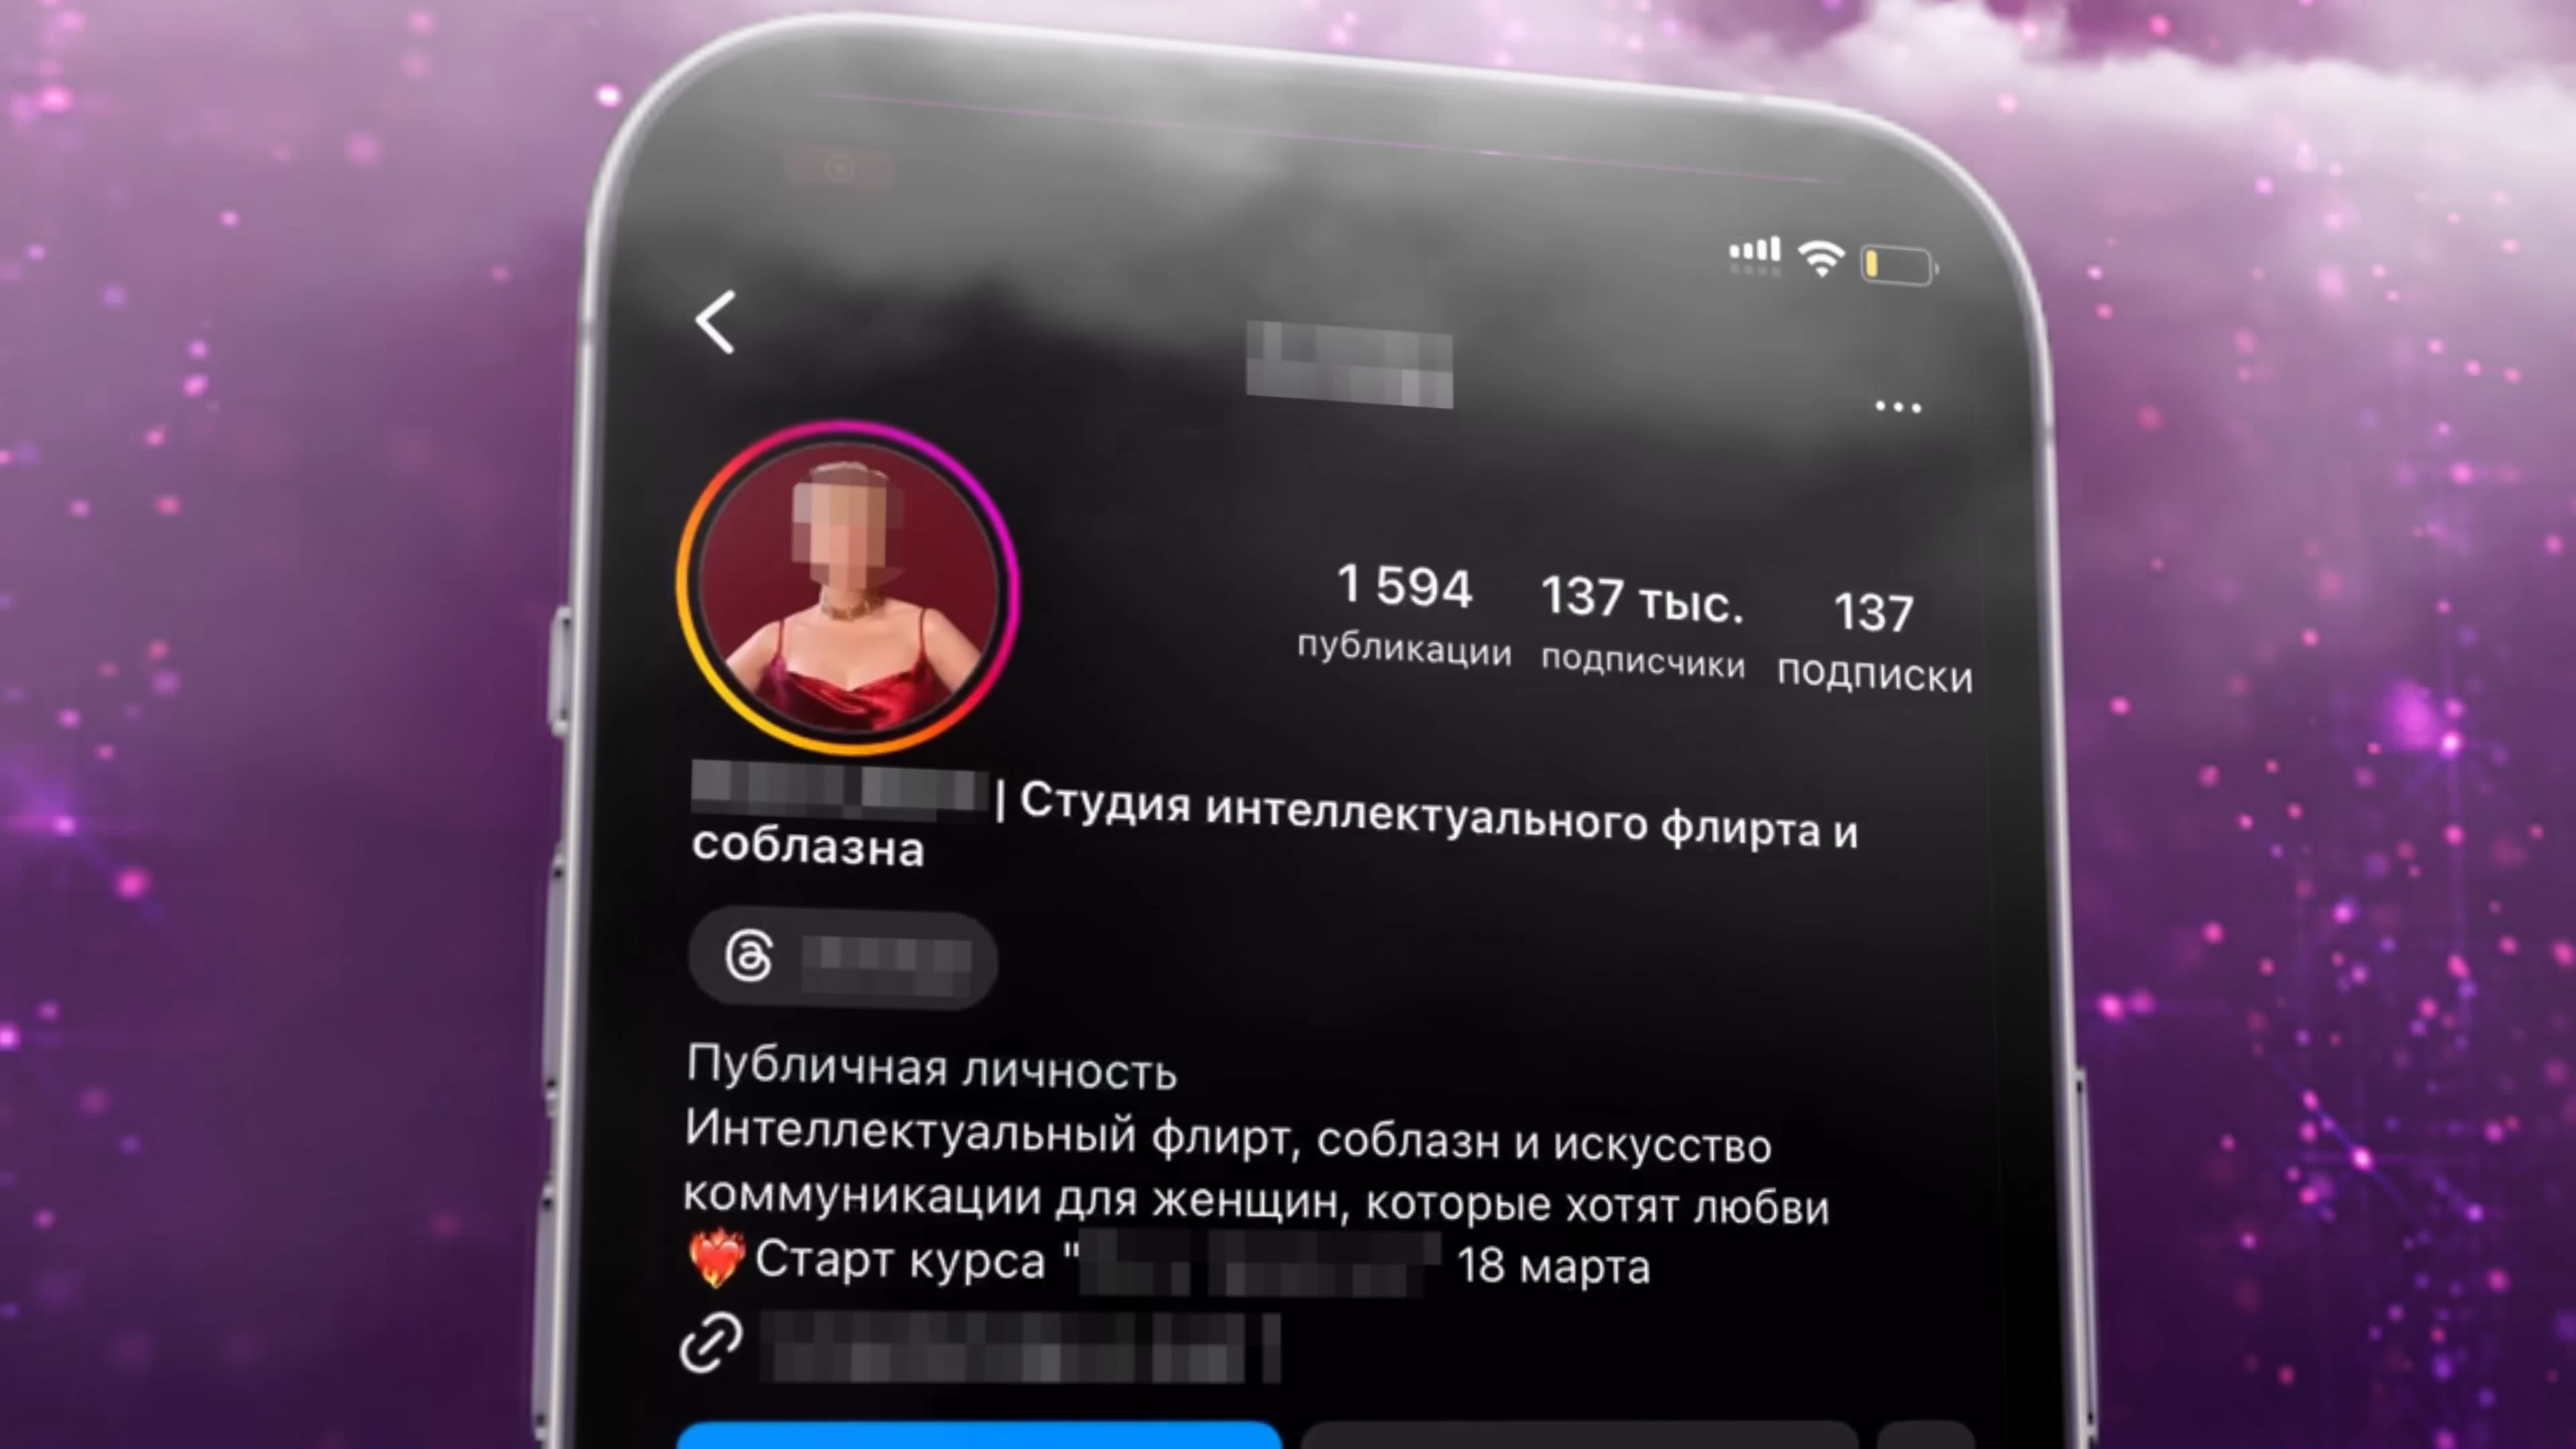 1 594 137 тыс. 137
публикации подписчики подписки
| Студия интеллектуального флирта и
соблазна
Публичная личность
Интеллектуальный флирт, соблазн и искусство
коммуникации для женщин, которые хотят любви
❤️‍🔥Старт курса " 18 марта